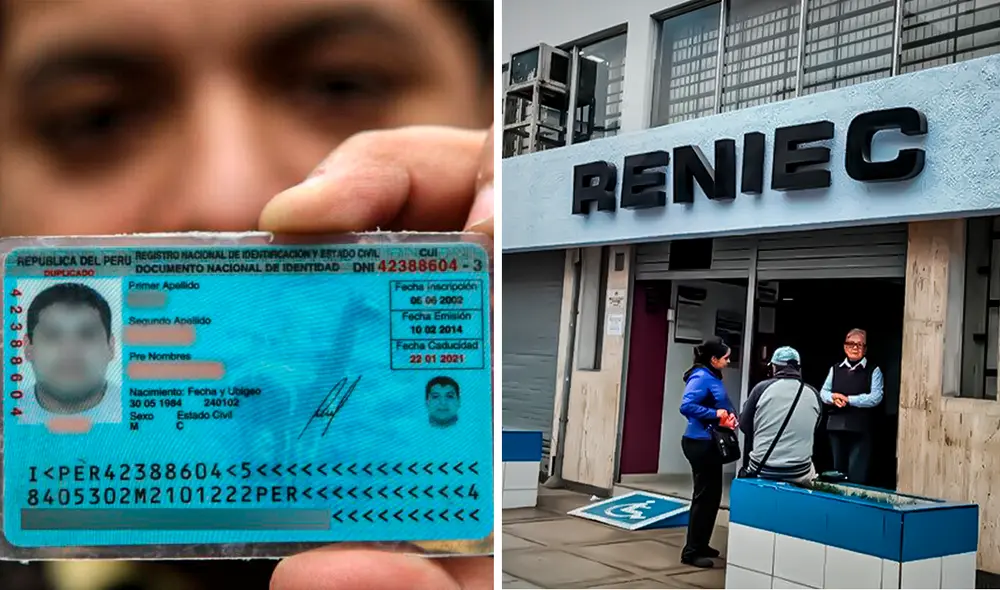 REPUBLICA DEL PERU
DUPLICADO
REGISTRO NACIONAL DE IDENTIFICACIÓN Y ESTADO CIVIL
DOCUMENTO NACIONAL DE IDENTIDAD
CUI
DNI 42388604 - 3
42388604
Primer Apellido
Segundo Apellido
Pre Nombres
Nacimiento: Fecha y Ubigeo
30 05 1984 240102
Sexo Estado Civil
M C
Fecha Inscripción
06 06 2002
Fecha Emisión
10 02 2014
Fecha Caducidad
22 01 2021
I<PER42388604<5<<<<<<<<<<<<<<<
8405302M2101222PER<<<<<<<<<<<4
<<<<<<<<<<
RENIEC